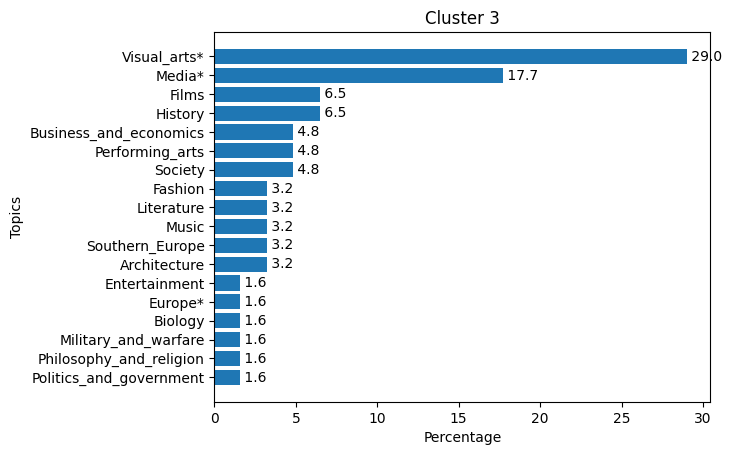 Cluster 3
Topics
Visual_arts* 29.0
Media* 17.7
Films 6.5
History 6.5
Business_and_economics 4.8
Performing_arts 4.8
Society 4.8
Fashion 3.2
Literature 3.2
Music 3.2
Southern_Europe 3.2
Architecture 3.2
Entertainment 1.6
Europe* 1.6
Biology 1.6
Military_and_warfare 1.6
Philosophy_and_religion 1.6
Politics_and_government 1.6
0 5 10 15 20 25 30
Percentage